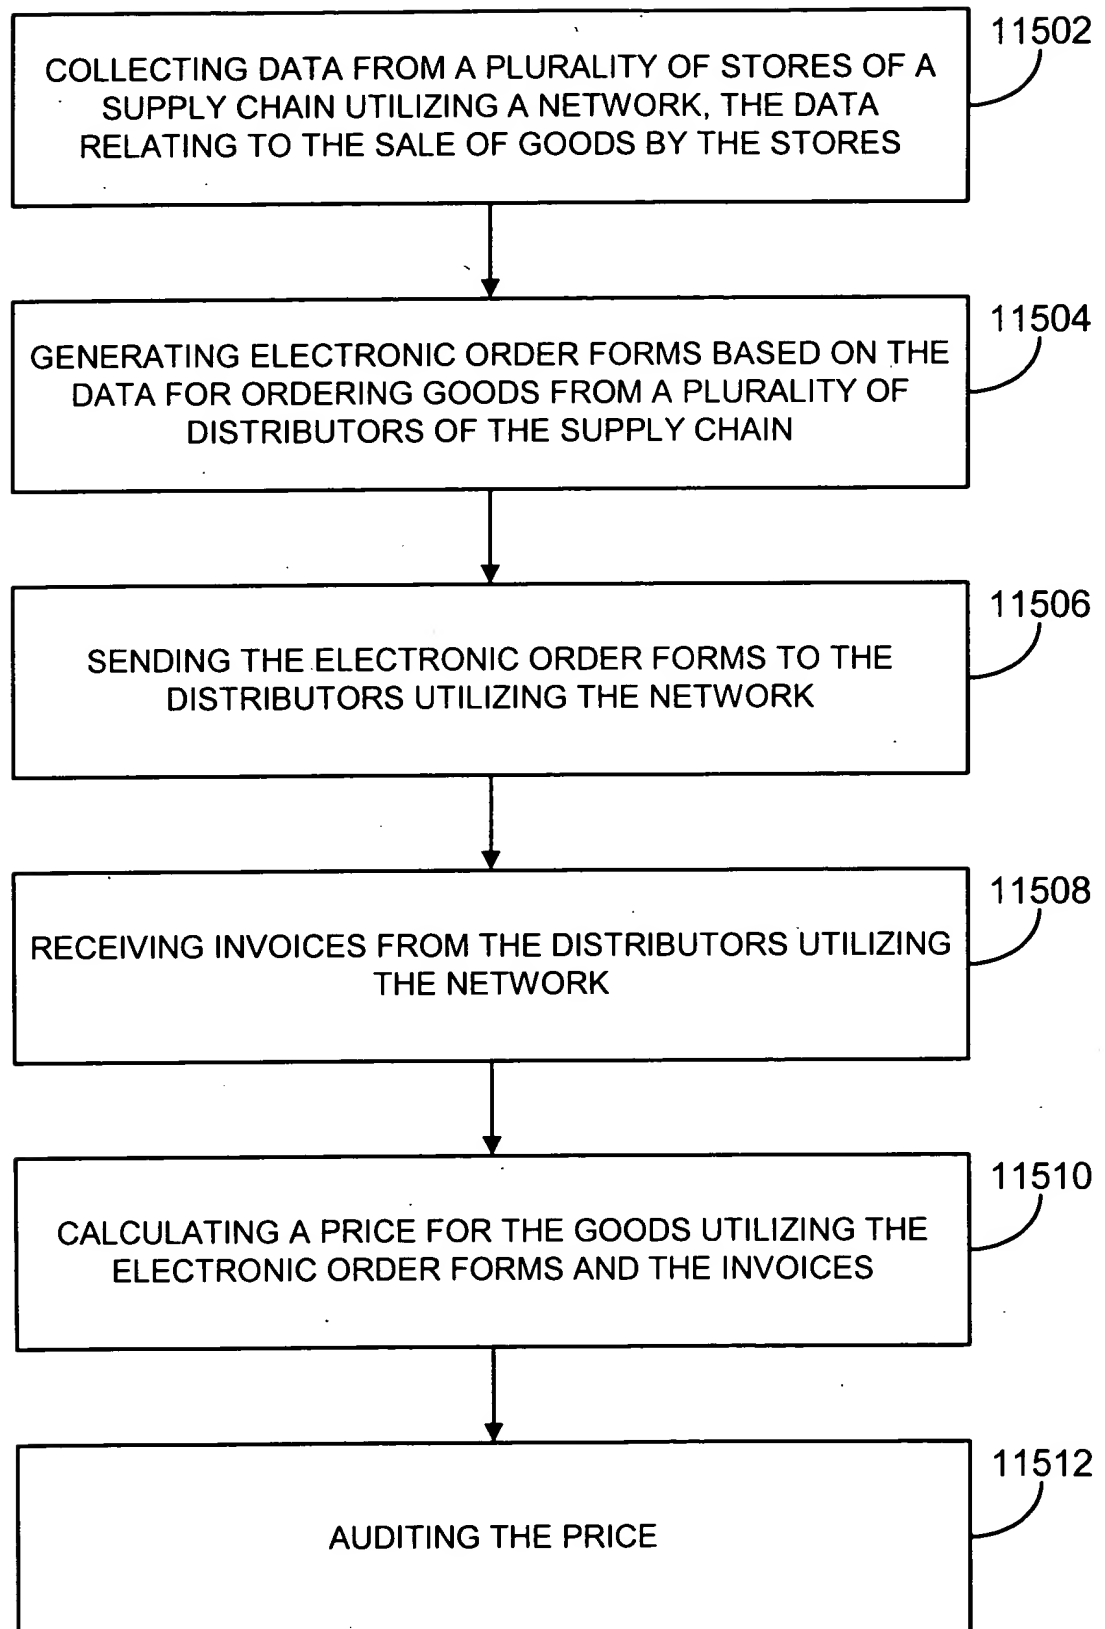 11502
COLLECTING DATA FROM A PLURALITY OF STORES OF A
SUPPLY CHAIN UTILIZING A NETWORK, THE DATA
RELATING TO THE SALE OF GOODS BY THE STORES
11504
GENERATING ELECTRONIC ORDER FORMS BASED ON THE
DATA FOR ORDERING GOODS FROM A PLURALITY OF
DISTRIBUTORS OF THE SUPPLY CHAIN
11506
SENDING THE ELECTRONIC ORDER FORMS TO THE
DISTRIBUTORS UTILIZING THE NETWORK
11508
RECEIVING INVOICES FROM THE DISTRIBUTORS UTILIZING
THE NETWORK
11510
CALCULATING A PRICE FOR THE GOODS UTILIZING THE
ELECTRONIC ORDER FORMS AND THE INVOICES
11512
AUDITING THE PRICE